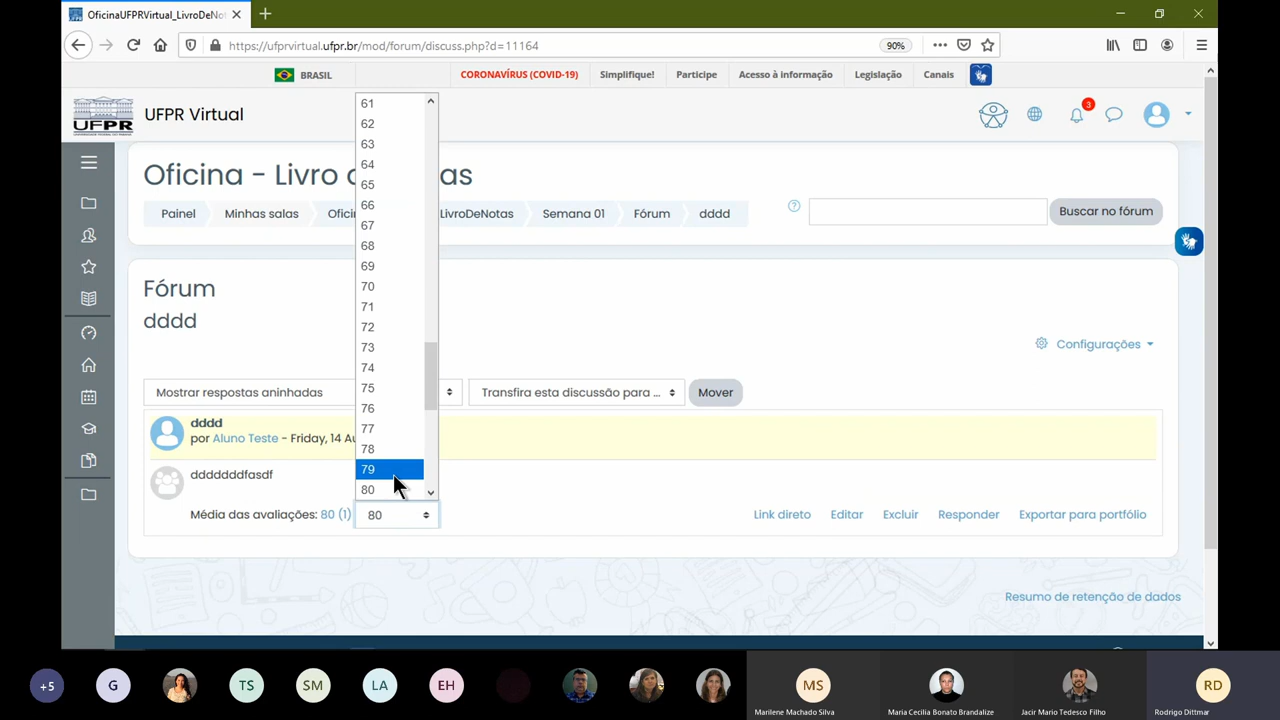 OficinaUFPRVirtual_LivroDeNot
https://ufprvirtual.ufpr.br/mod/forum/discuss.php?d=11164
90%
BRASIL
CORONAVÍRUS (COVID-19)
Simplifique!
Participe
Acesso à informação
Legislação
Canais
UFPR
UFPR Virtual
3
Oficina - Livro d
as
Painel
Minhas salas
Oficin
LivroDeNotas
Semana 01
Fórum
dddd
Buscar no fórum
61
62
63
64
65
66
67
68
69
70
71
72
73
74
75
76
77
78
79
80
Fórum
dddd
Configurações
Mostrar respostas aninhadas
Transfira esta discussão para ...
Mover
dddd
por Aluno Teste - Friday, 14 Au
dddddddfasdf
Média das avaliações: 80 (1)
80
Link direto
Editar
Excluir
Responder
Exportar para portfólio
Resumo de retenção de dados
+5
G
TS
SM
LA
EH
MS
RD
Marilene Machado Silva
Maria Cecilia Bonato Brandalize
Jacir Mario Tedesco Filho
Rodrigo Dittmar